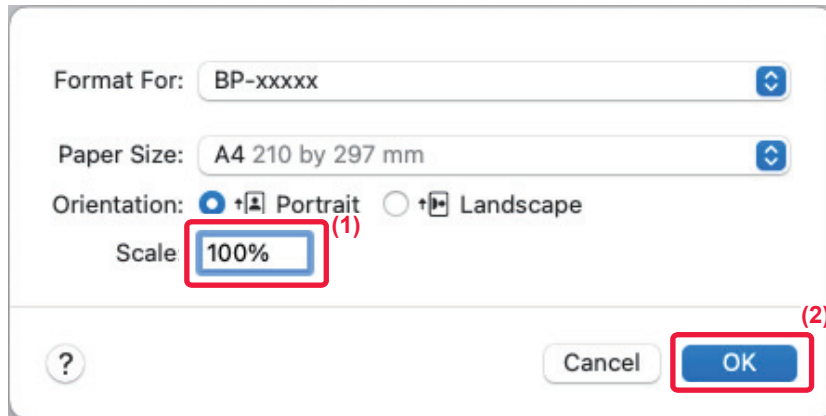 Format For: BP-xxxxx
Paper Size: A4 210 by 297 mm
Orientation: Portrait Landscape
(1)
Scale: 100%
(2)
? Cancel OK